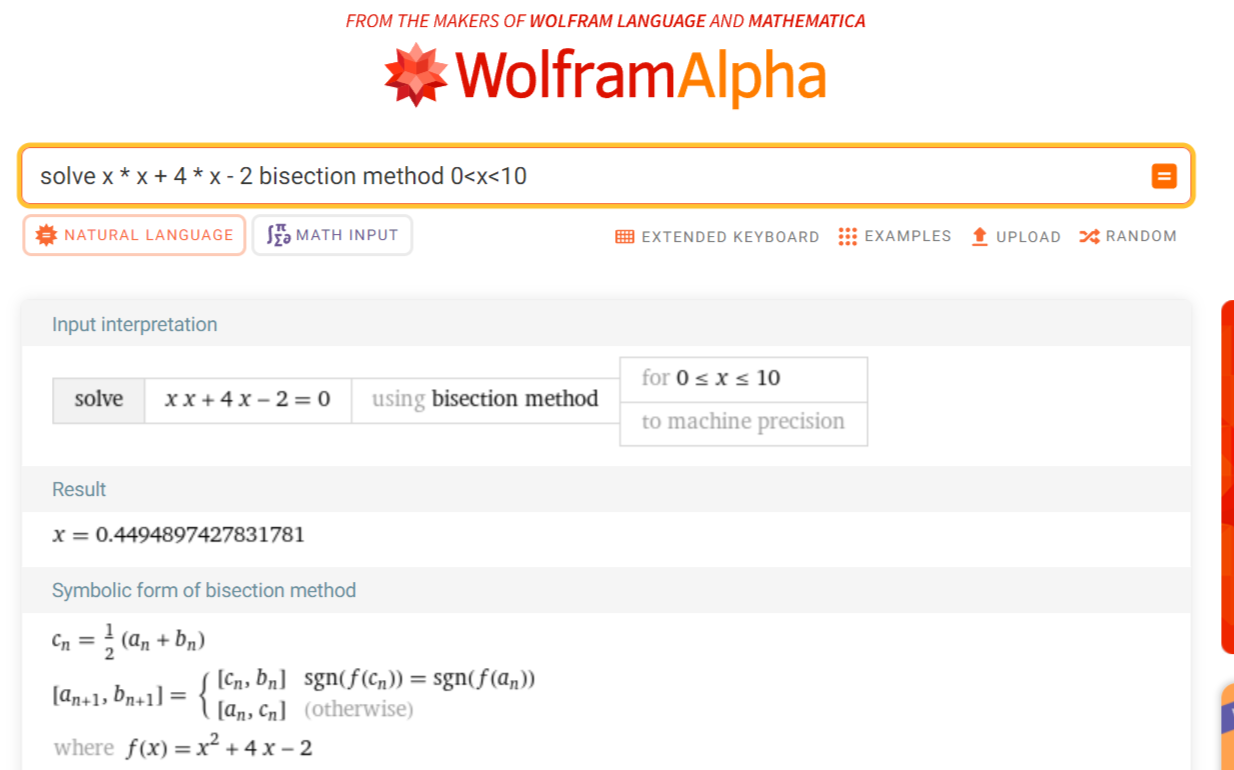 FROM THE MAKERS OF WOLFRAM LANGUAGE AND MATHEMATICA
WolframAlpha
solve x * x + 4 * x - 2 bisection method 0<x<10
NATURAL LANGUAGE
MATH INPUT
EXTENDED KEYBOARD
EXAMPLES
UPLOAD
RANDOM
Input interpretation
solve x x + 4 x − 2 = 0 using bisection method for 0 ≤ x ≤ 10
to machine precision
Result
x = 0.4494897427831781
Symbolic form of bisection method
cₙ = 1/2 (aₙ + bₙ)
[aₙ₊₁, bₙ₊₁] = { [cₙ, bₙ] sgn(f(cₙ)) = sgn(f(aₙ))
[aₙ, cₙ] (otherwise)
where f(x) = x² + 4 x − 2